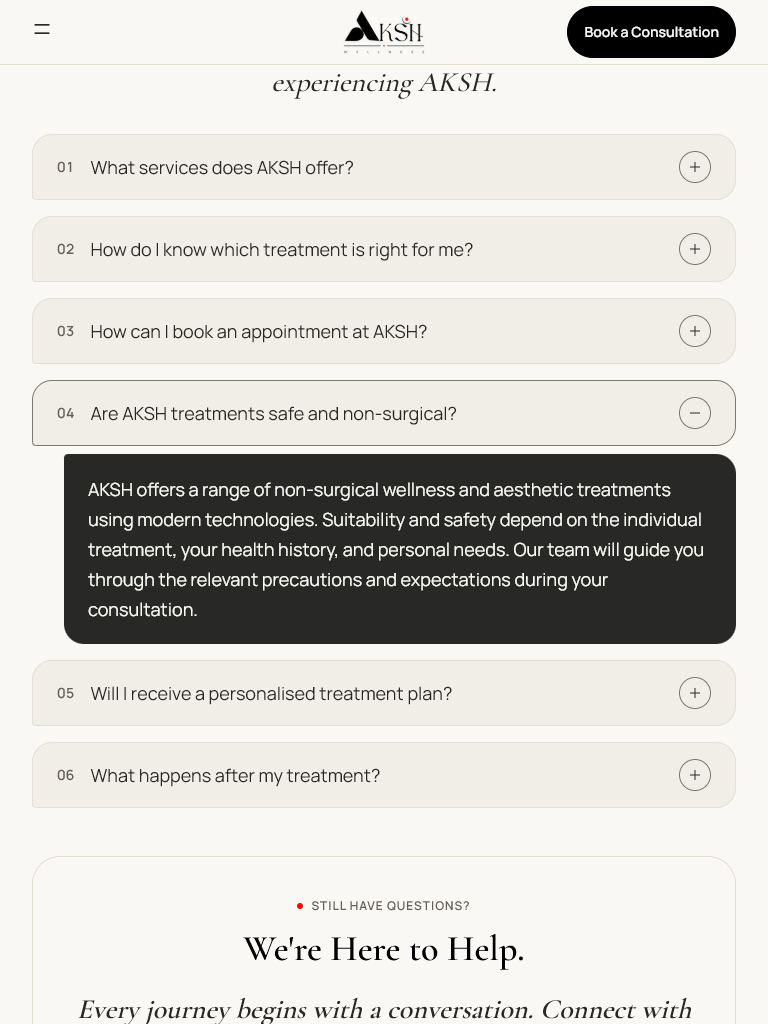 AKSH
WELLNESS
Book a Consultation
experiencing AKSH.
01 What services does AKSH offer?
02 How do I know which treatment is right for me?
03 How can I book an appointment at AKSH?
04 Are AKSH treatments safe and non-surgical?
AKSH offers a range of non-surgical wellness and aesthetic treatments
using modern technologies. Suitability and safety depend on the individual
treatment, your health history, and personal needs. Our team will guide you
through the relevant precautions and expectations during your
consultation.
05 Will I receive a personalised treatment plan?
06 What happens after my treatment?
STILL HAVE QUESTIONS?
We're Here to Help.
Every journey begins with a conversation. Connect with